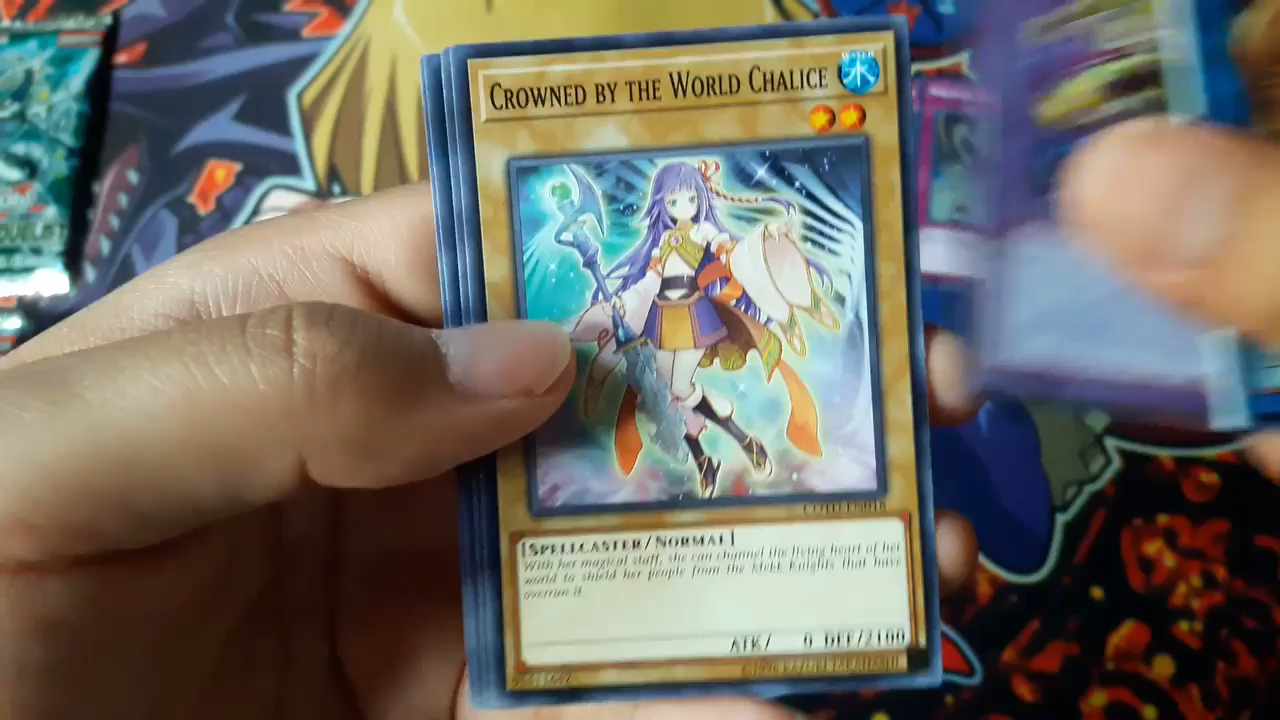 CROWNED BY THE WORLD CHALICE
WATER
水
[SPELLCASTER/NORMAL]
With her magical staff, she can channel the living heart of her
world to shield her people from the Mekk Knights that have
overrun it.
ATK/ 0 DEF/2100